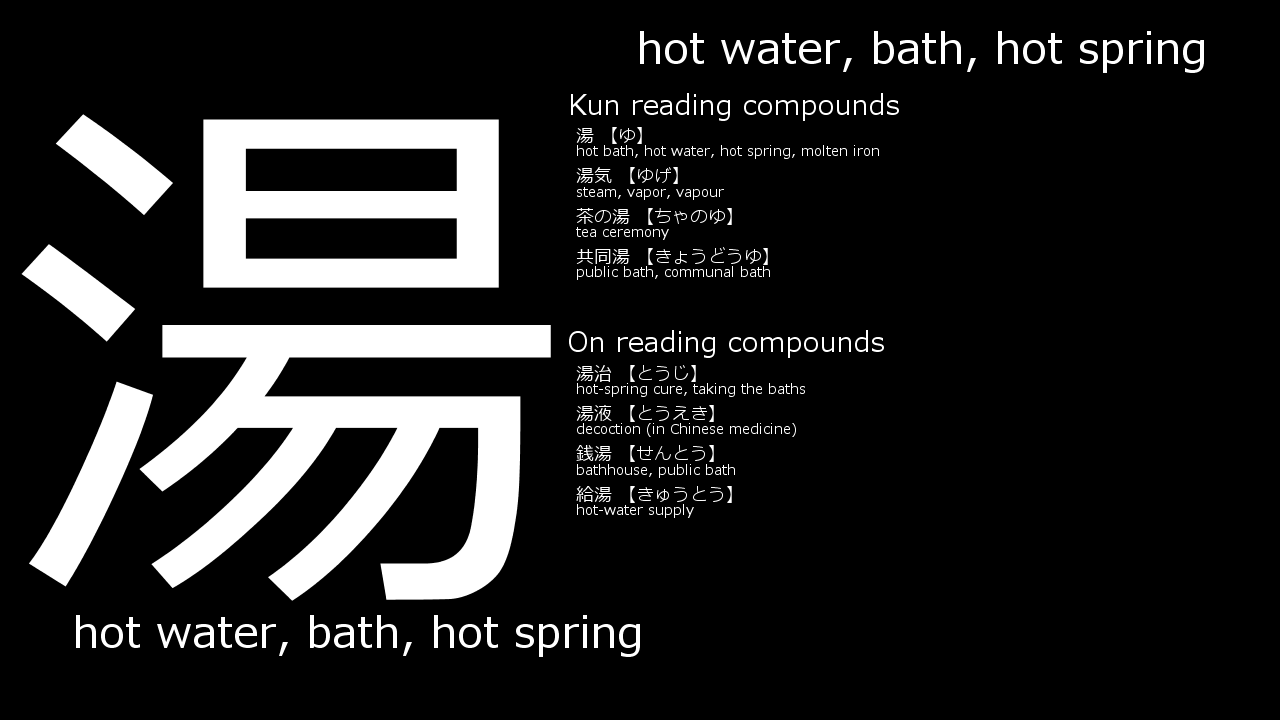 hot water, bath, hot spring
湯
Kun reading compounds
湯 【ゆ】
hot bath, hot water, hot spring, molten iron
湯気 【ゆげ】
steam, vapor, vapour
茶の湯 【ちゃのゆ】
tea ceremony
共同湯 【きょうどうゆ】
public bath, communal bath
On reading compounds
湯治 【とうじ】
hot-spring cure, taking the baths
湯液 【とうえき】
decoction (in Chinese medicine)
銭湯 【せんとう】
bathhouse, public bath
給湯 【きゅうとう】
hot-water supply
hot water, bath, hot spring